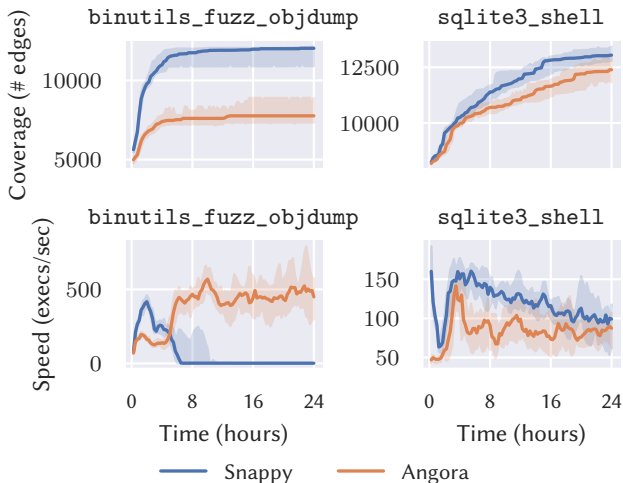 binutils_fuzz_objdump
sqlite3_shell
Coverage (# edges)
10000
5000
12500
10000
binutils_fuzz_objdump
sqlite3_shell
Speed (execs/sec)
500
0
150
100
50
0 8 16 24
0 8 16 24
Time (hours)
Time (hours)
Snappy
Angora